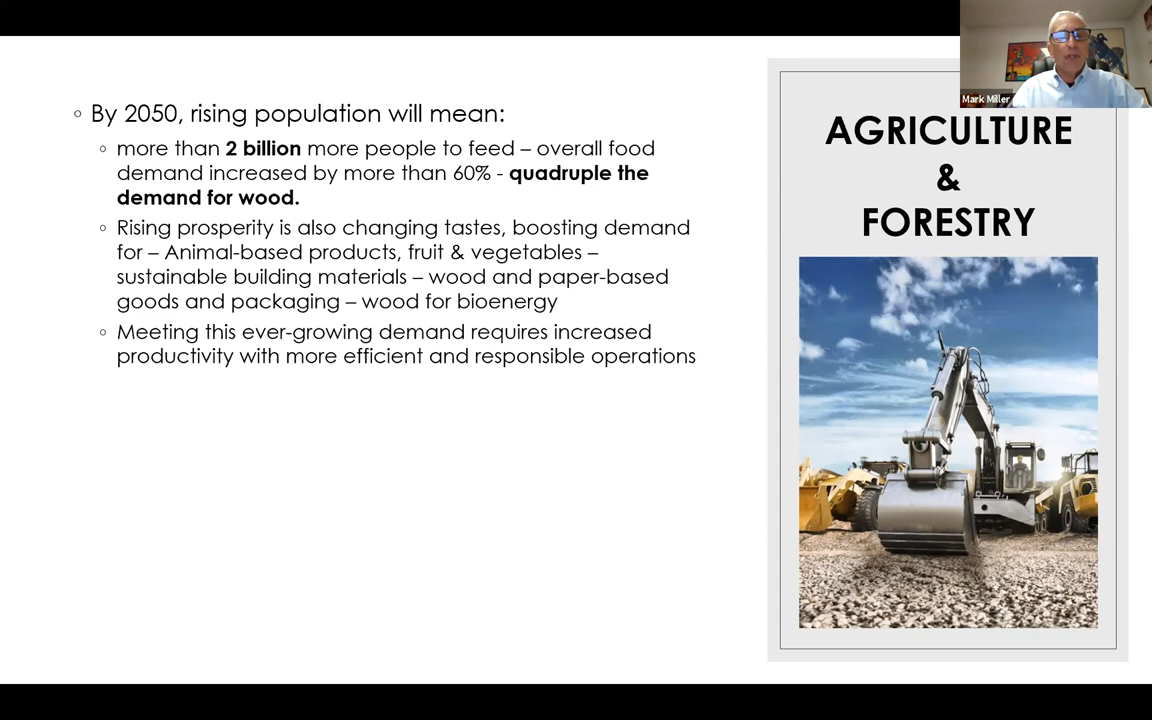 Mark Miller
AGRICULTURE
&
FORESTRY
◦ By 2050, rising population will mean:
◦ more than 2 billion more people to feed – overall food
demand increased by more than 60% - quadruple the
demand for wood.
◦ Rising prosperity is also changing tastes, boosting demand
for – Animal-based products, fruit & vegetables –
sustainable building materials – wood and paper-based
goods and packaging – wood for bioenergy
◦ Meeting this ever-growing demand requires increased
productivity with more efficient and responsible operations